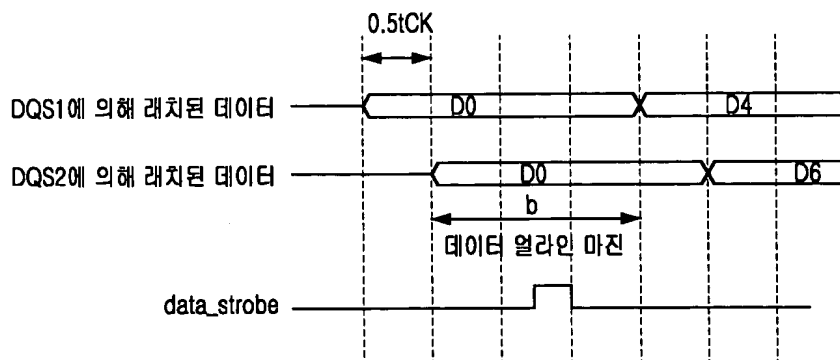 0.5tCK
DQS1에 의해 래치된 데이터
D0
D4
DQS2에 의해 래치된 데이터
D0
D6
b
데이터 얼라인 마진
data_strobe